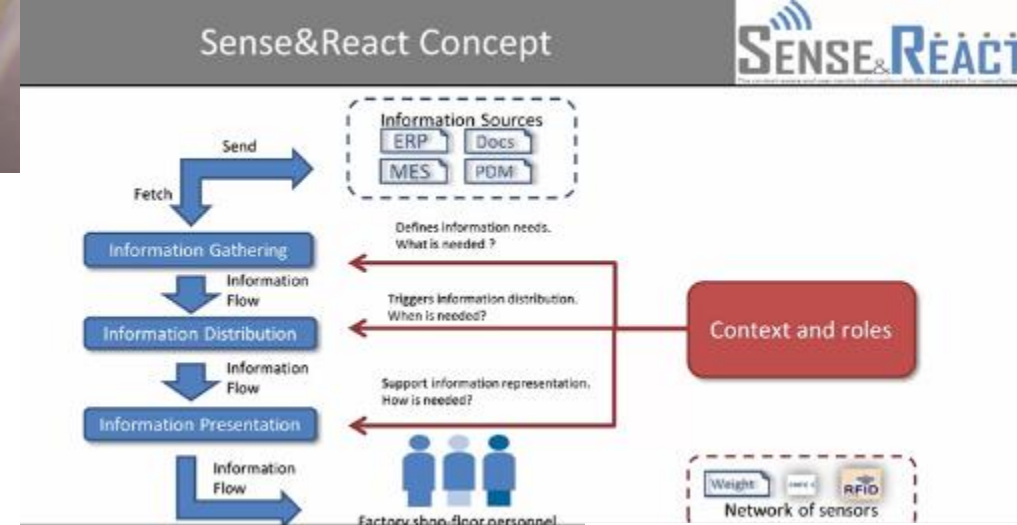 Sense&React Concept
SENSE&REACT
Information Sources
ERP
Docs
MES
PDM
Send
Fetch
Defines information needs.
What is needed ?
Information Gathering
Information
Flow
Triggers information distribution.
When is needed?
Information Distribution
Context and roles
Information
Flow
Support information representation.
How is needed?
Information Presentation
Information
Flow
Weight
RFID
Network of sensors
Factory shop-floor personnel